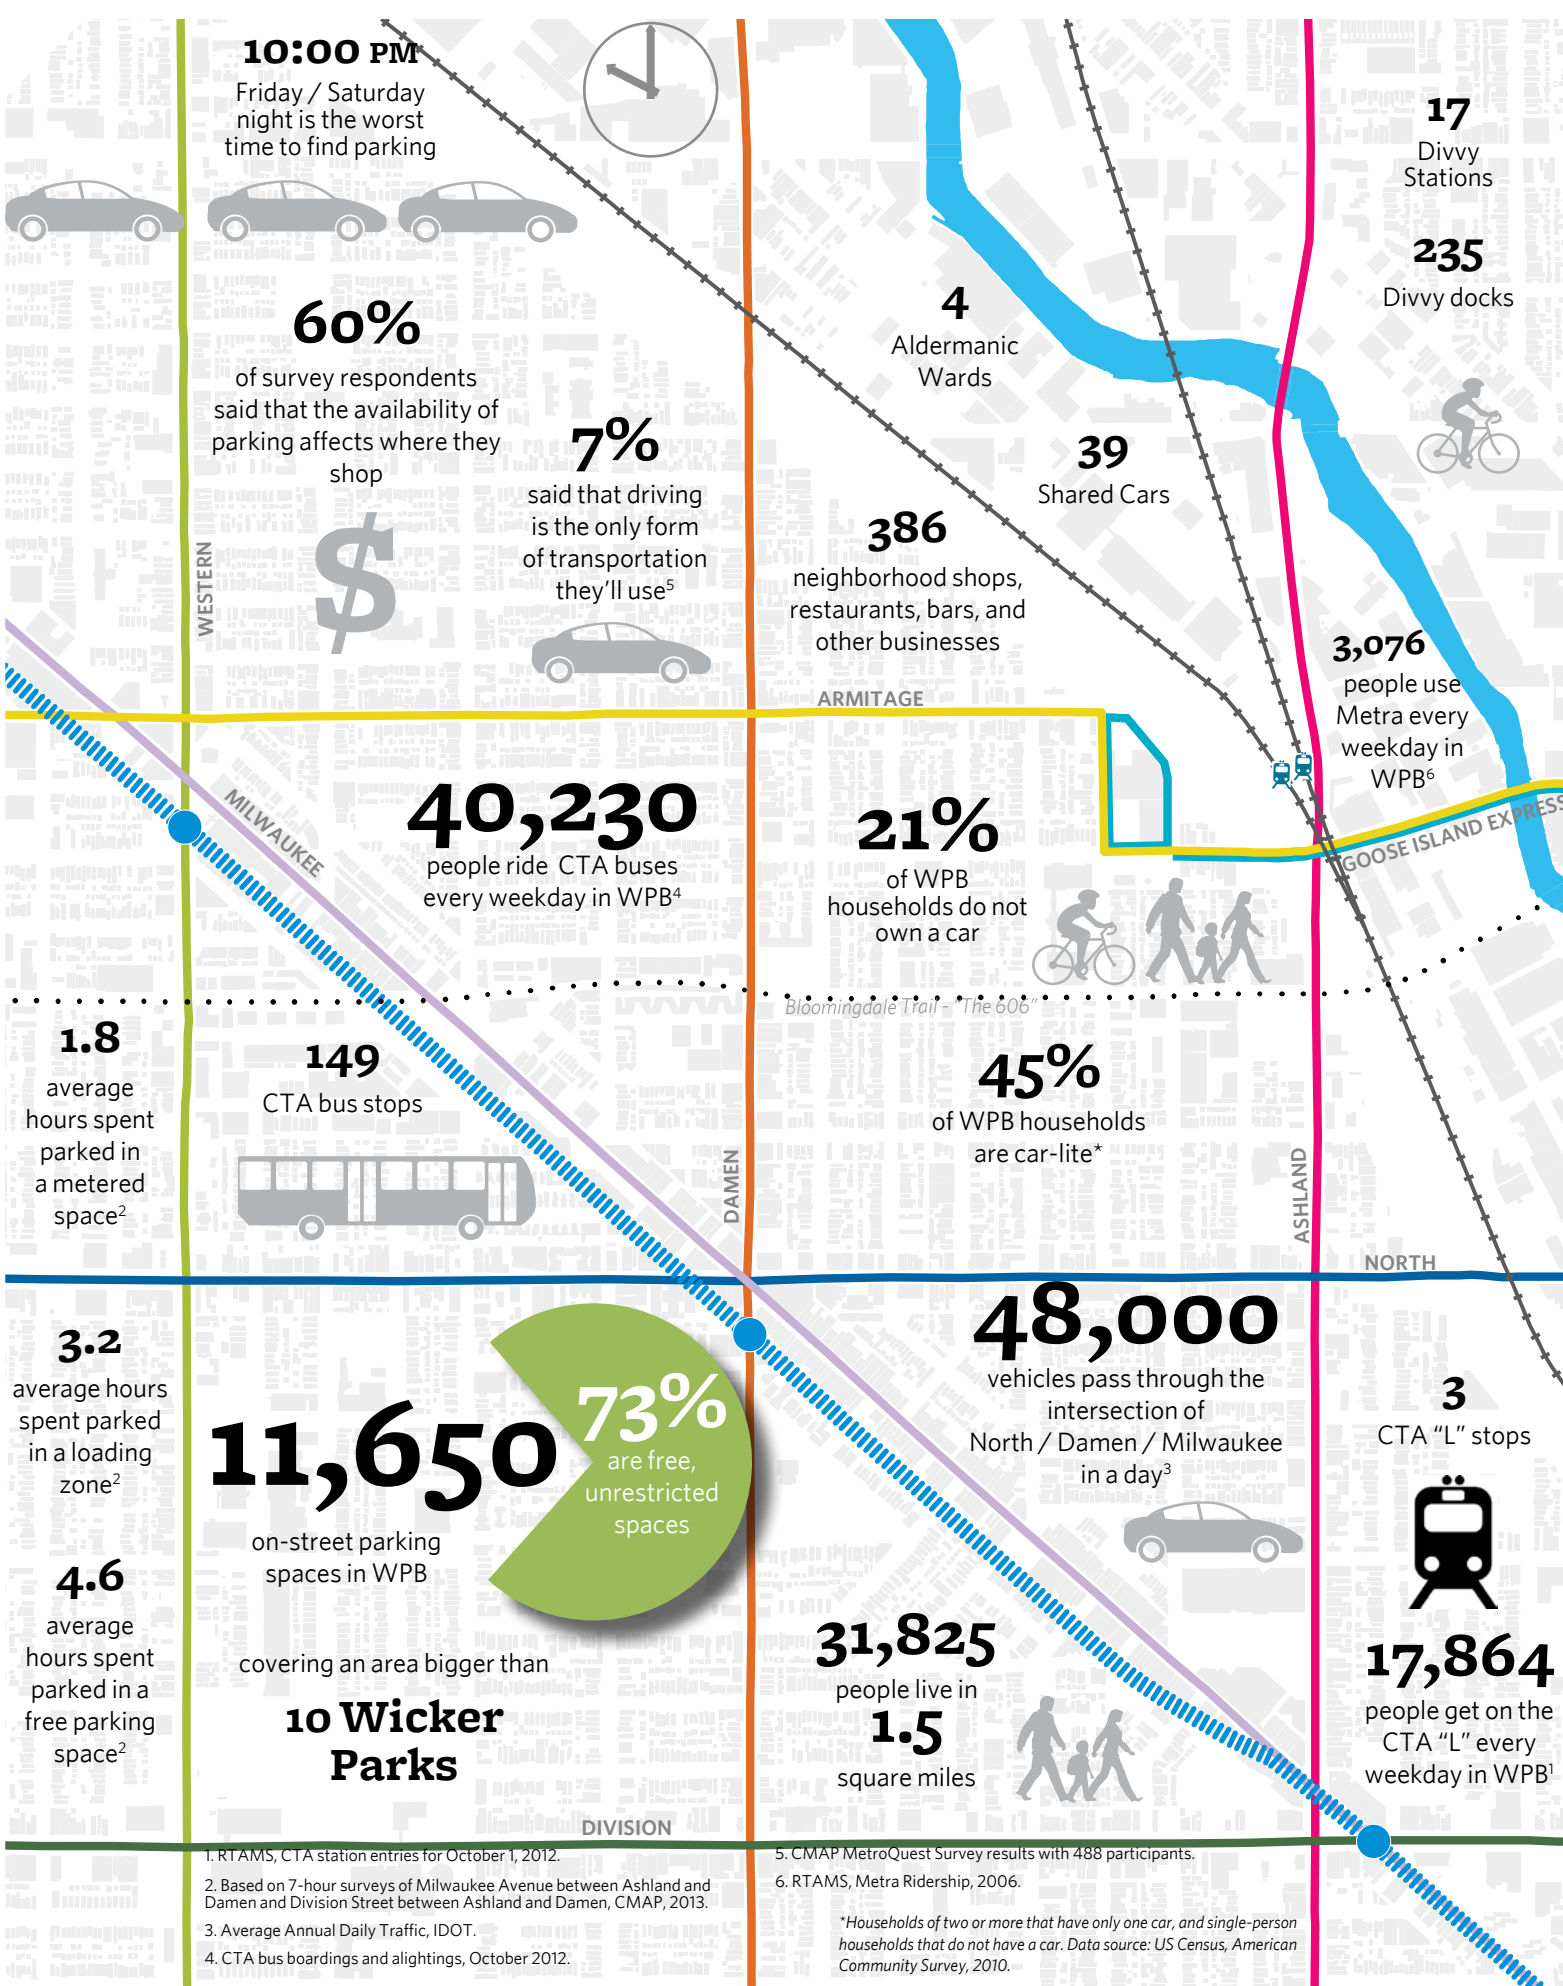 10:00 PM
Friday / Saturday
night is the worst
time to find parking
17
Divvy
Stations
235
Divvy docks
4
Aldermanic
Wards
60%
of survey respondents
said that the availability of
parking affects where they
shop
7%
said that driving
is the only form
of transportation
they'll use5
39
Shared Cars
386
neighborhood shops,
restaurants, bars, and
other businesses
$
WESTERN
3,076
people use
Metra every
weekday in
WPB6
ARMITAGE
MILWAUKEE
40,230
people ride CTA buses
every weekday in WPB4
21%
of WPB
households do not
own a car
GOOSE ISLAND EXPRESS
Bloomingdale Trail - "The 606"
1.8
average
hours spent
parked in
a metered
space2
149
CTA bus stops
45%
of WPB households
are car-lite*
DAMEN
ASHLAND
NORTH
3.2
average hours
spent parked
in a loading
zone2
11,650
on-street parking
spaces in WPB
73%
are free,
unrestricted
spaces
48,000
vehicles pass through the
intersection of
North / Damen / Milwaukee
in a day3
3
CTA "L" stops
4.6
average
hours spent
parked in a
free parking
space2
covering an area bigger than
10 Wicker
Parks
31,825
people live in
1.5
square miles
17,864
people get on the
CTA "L" every
weekday in WPB1
DIVISION
1. RTAMS, CTA station entries for October 1, 2012.
2. Based on 7-hour surveys of Milwaukee Avenue between Ashland and
Damen and Division Street between Ashland and Damen, CMAP, 2013.
3. Average Annual Daily Traffic, IDOT.
4. CTA bus boardings and alightings, October 2012.
5. CMAP MetroQuest Survey results with 488 participants.
6. RTAMS, Metra Ridership, 2006.
*Households of two or more that have only one car, and single-person
households that do not have a car. Data source: US Census, American
Community Survey, 2010.